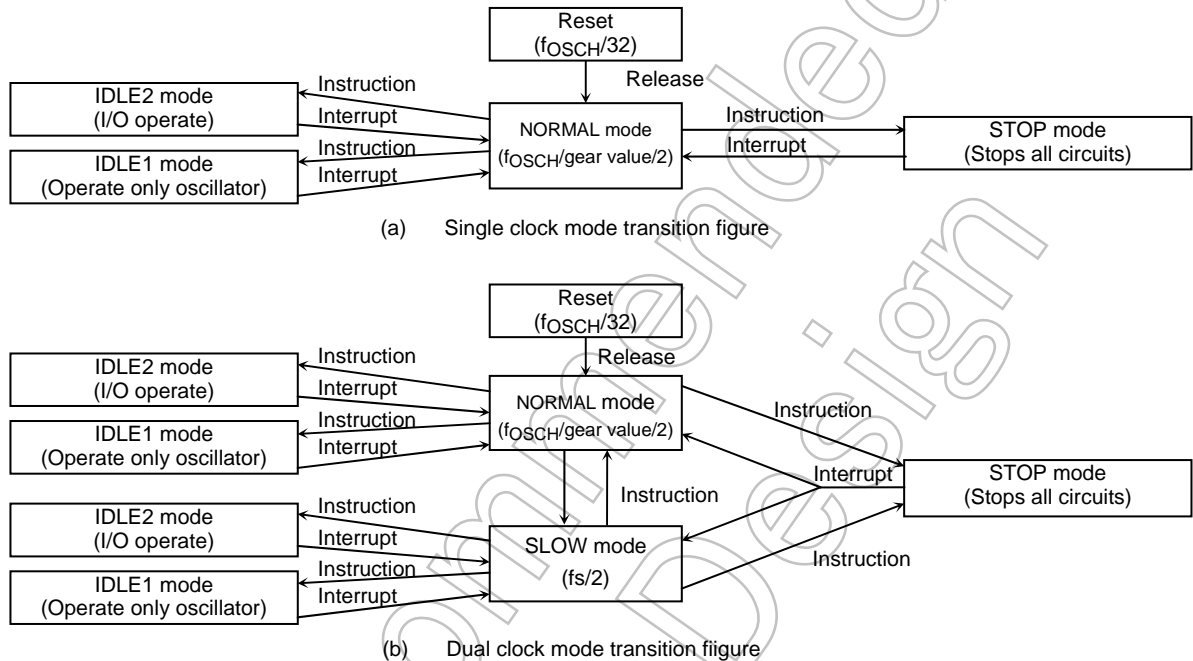 Reset
(fOSCH/32)
Release
IDLE2 mode
(I/O operate)
Instruction
Interrupt
IDLE1 mode
(Operate only oscillator)
Instruction
Interrupt
NORMAL mode
(fOSCH/gear value/2)
Instruction
Interrupt
STOP mode
(Stops all circuits)
(a) Single clock mode transition figure
Reset
(fOSCH/32)
Release
IDLE2 mode
(I/O operate)
Instruction
Interrupt
IDLE1 mode
(Operate only oscillator)
Instruction
Interrupt
NORMAL mode
(fOSCH/gear value/2)
Instruction
Interrupt
STOP mode
(Stops all circuits)
Instruction
IDLE2 mode
(I/O operate)
Instruction
Interrupt
IDLE1 mode
(Operate only oscillator)
Instruction
Interrupt
SLOW mode
(fs/2)
Instruction
(b) Dual clock mode transition fiigure
Design